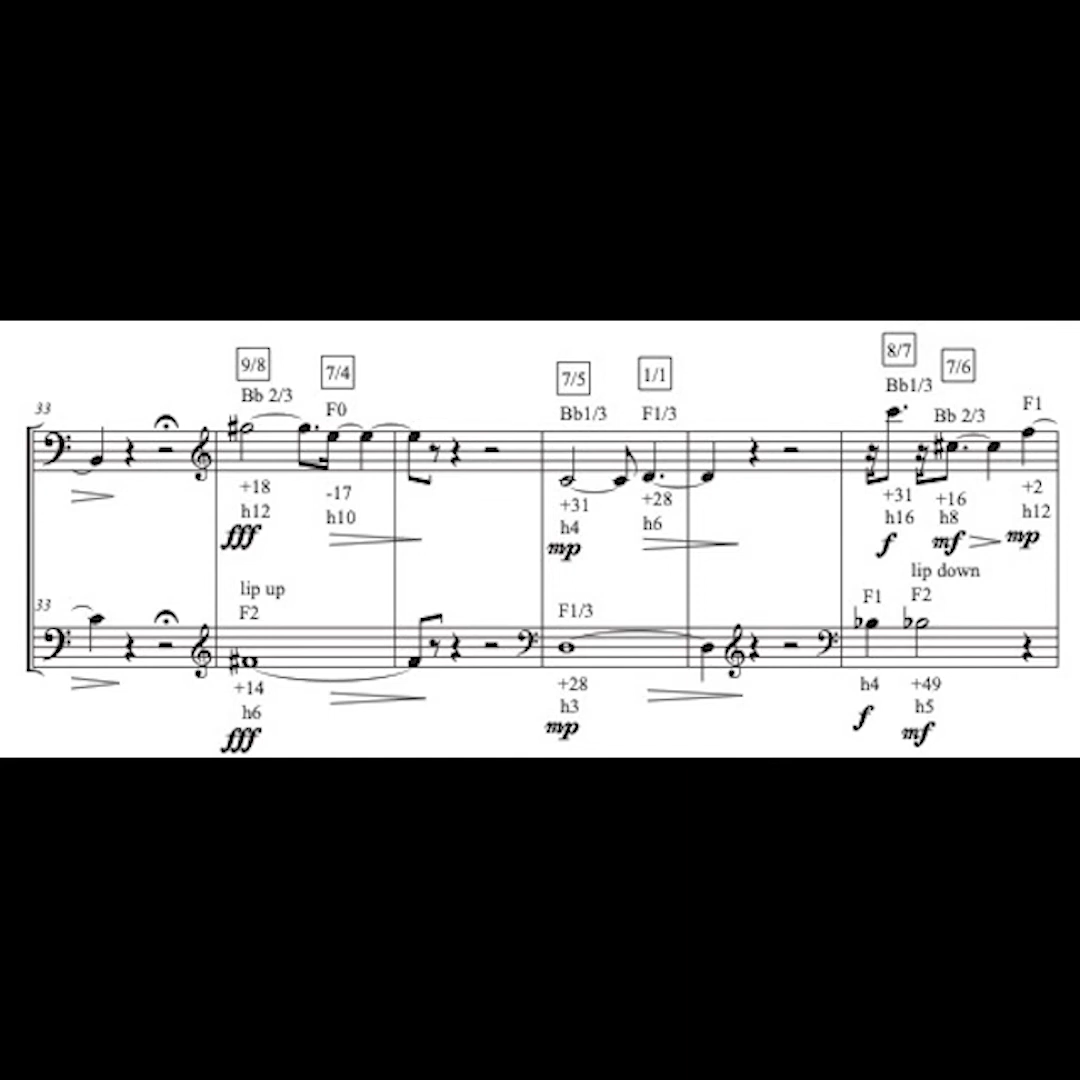 33
9/8
7/4
7/5
1/1
8/7
7/6
Bb 2/3
F0
Bb1/3
F1/3
Bb1/3
Bb 2/3
F1
+18
-17
+31
+28
+31
+16
+2
h12
h10
h4
h6
h16
h8
h12
fff
mp
f
mf
mp
33
lip up
lip down
F2
F1/3
F1
F2
+14
+28
h4
+49
h6
h3
h5
fff
mp
f
mf